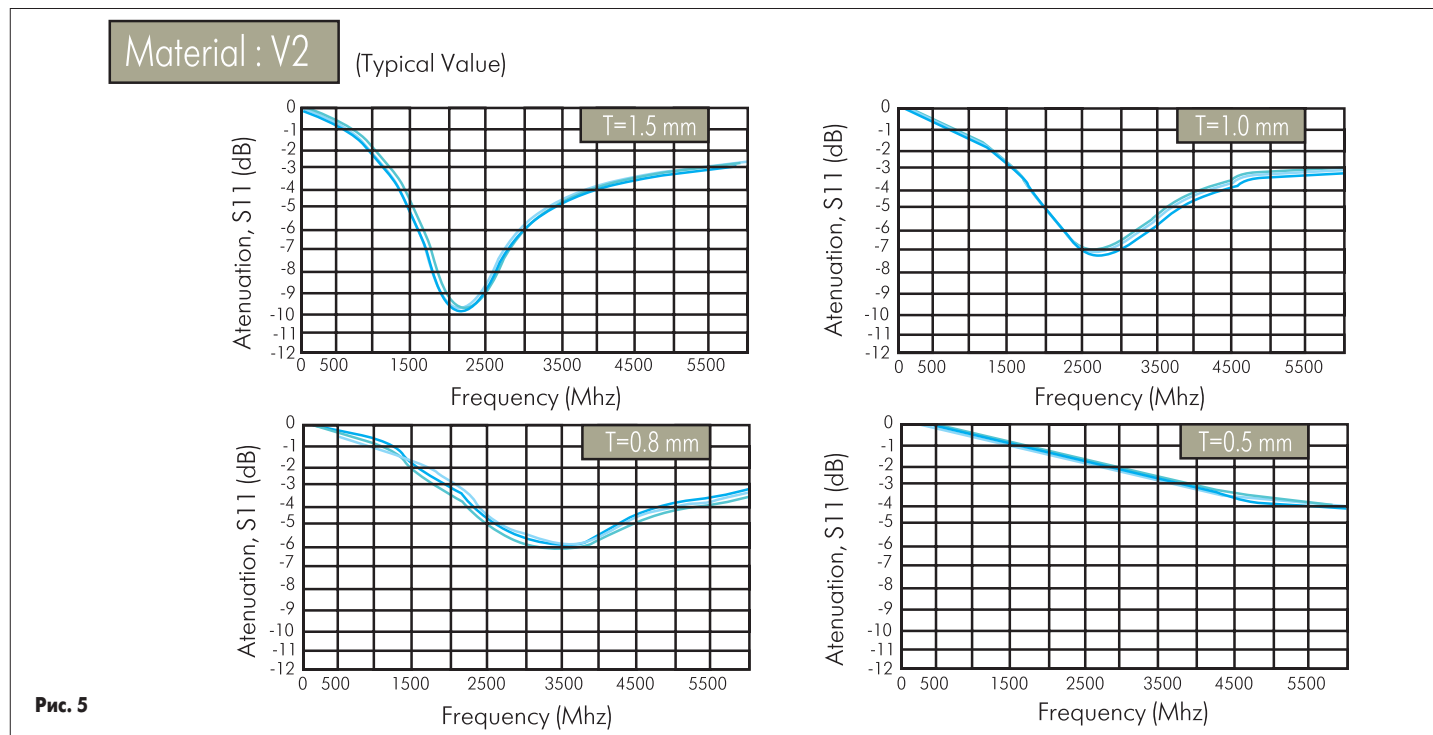 Material : V2
(Typical Value)
T=1.5 mm
Atenuation, S11 (dB)
0
-1
-2
-3
-4
-5
-6
-7
-8
-9
-10
-11
-12
0 500 1500 2500 3500 4500 5500
Frequency (Mhz)
T=1.0 mm
Atenuation, S11 (dB)
0
-1
-2
-3
-4
-5
-6
-7
-8
-9
-10
-11
-12
0 500 1500 2500 3500 4500 5500
Frequency (Mhz)
T=0.8 mm
Atenuation, S11 (dB)
0
-1
-2
-3
-4
-5
-6
-7
-8
-9
-10
-11
-12
0 500 1500 2500 3500 4500 5500
Frequency (Mhz)
T=0.5 mm
Atenuation, S11 (dB)
0
-1
-2
-3
-4
-5
-6
-7
-8
-9
-10
-11
-12
0 500 1500 2500 3500 4500 5500
Frequency (Mhz)
Рис. 5